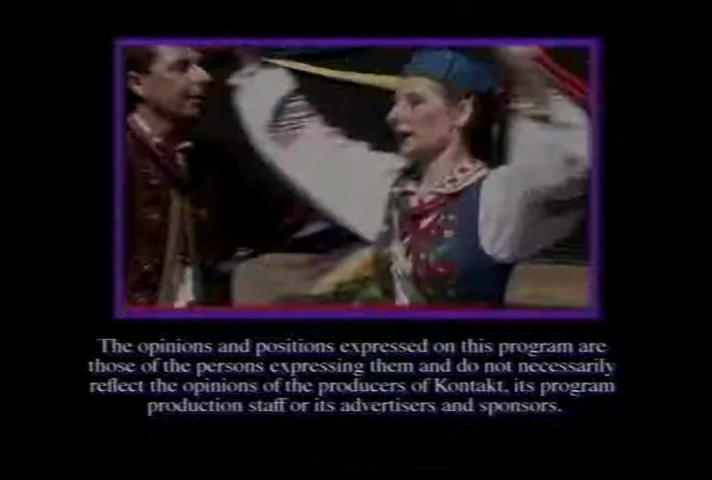 The opinions and positions expressed on this program are
those of the persons expressing them and do not necessarily
reflect the opinions of the producers of Kontakt, its program
production staff or its advertisers and sponsors.